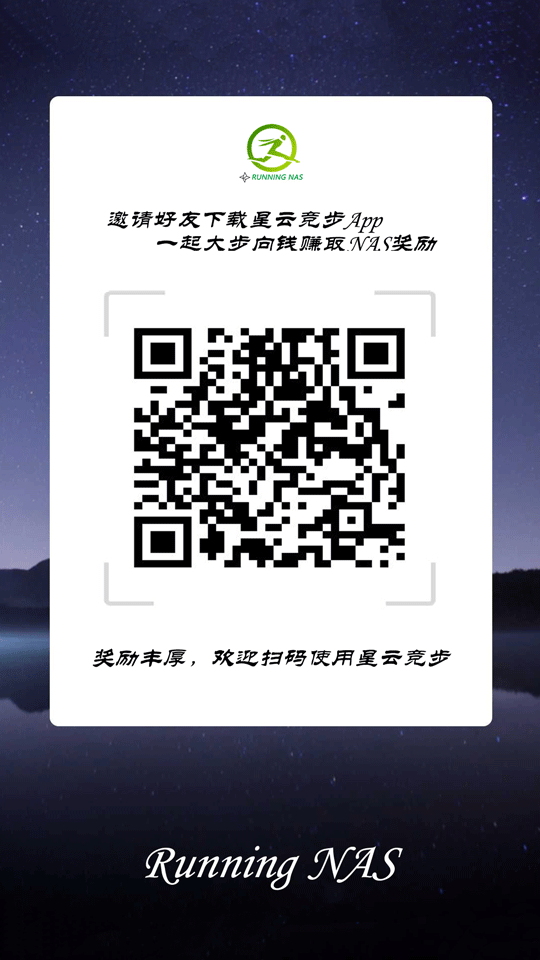 RUNNING NAS
邀请好友下载星云竞步App
一起大步向钱赚取NAS奖励
奖励丰厚，欢迎扫码使用星云竞步
Running NAS